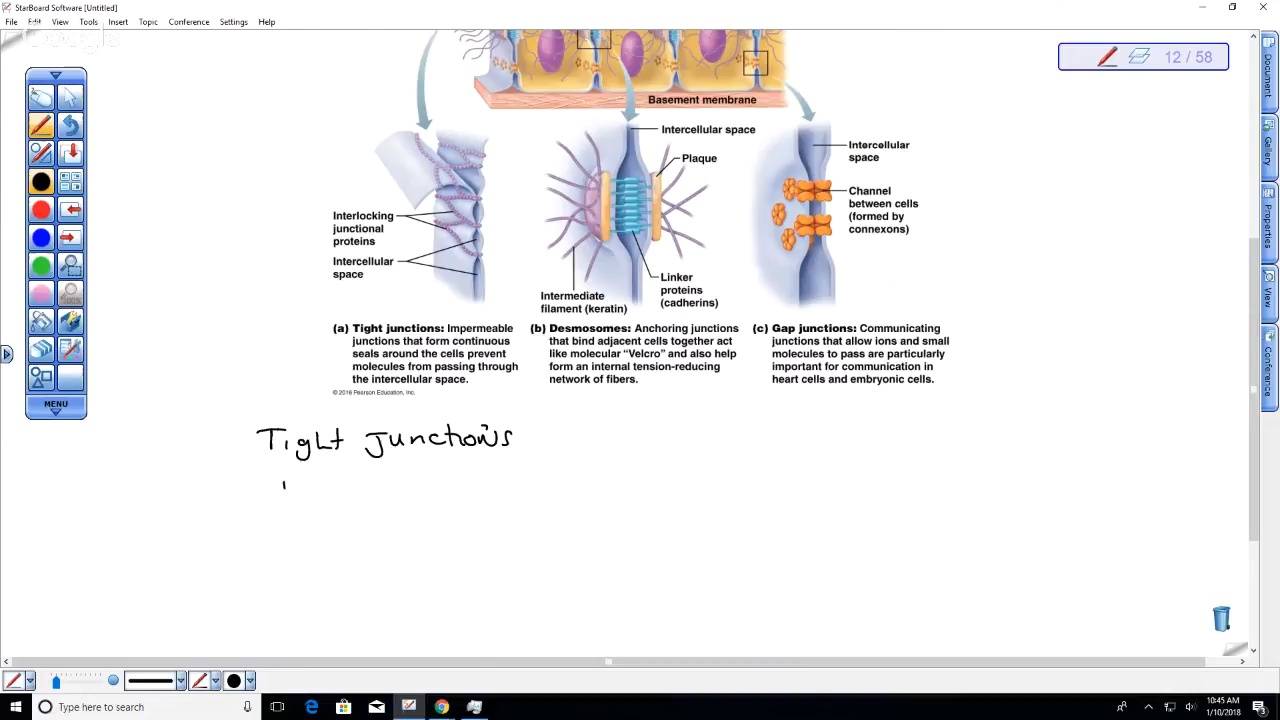 StarBoard Software [Untitled]
File Edit View Tools Insert Topic Conference Settings Help
12 / 58
Document
Gallery
Properties
View
Conference
MENU
Basement membrane
Intercellular space
Plaque
Intercellular
space
Channel
between cells
(formed by
connexons)
Interlocking
junctional
proteins
Intercellular
space
Linker
proteins
(cadherins)
Intermediate
filament (keratin)
(a) Tight junctions: Impermeable
junctions that form continuous
seals around the cells prevent
molecules from passing through
the intercellular space.
(b) Desmosomes: Anchoring junctions
that bind adjacent cells together act
like molecular "Velcro" and also help
form an internal tension-reducing
network of fibers.
(c) Gap junctions: Communicating
junctions that allow ions and small
molecules to pass are particularly
important for communication in
heart cells and embryonic cells.
© 2016 Pearson Education, Inc.
Tight Junctions
Type here to search
10:45 AM
1/10/2018
3